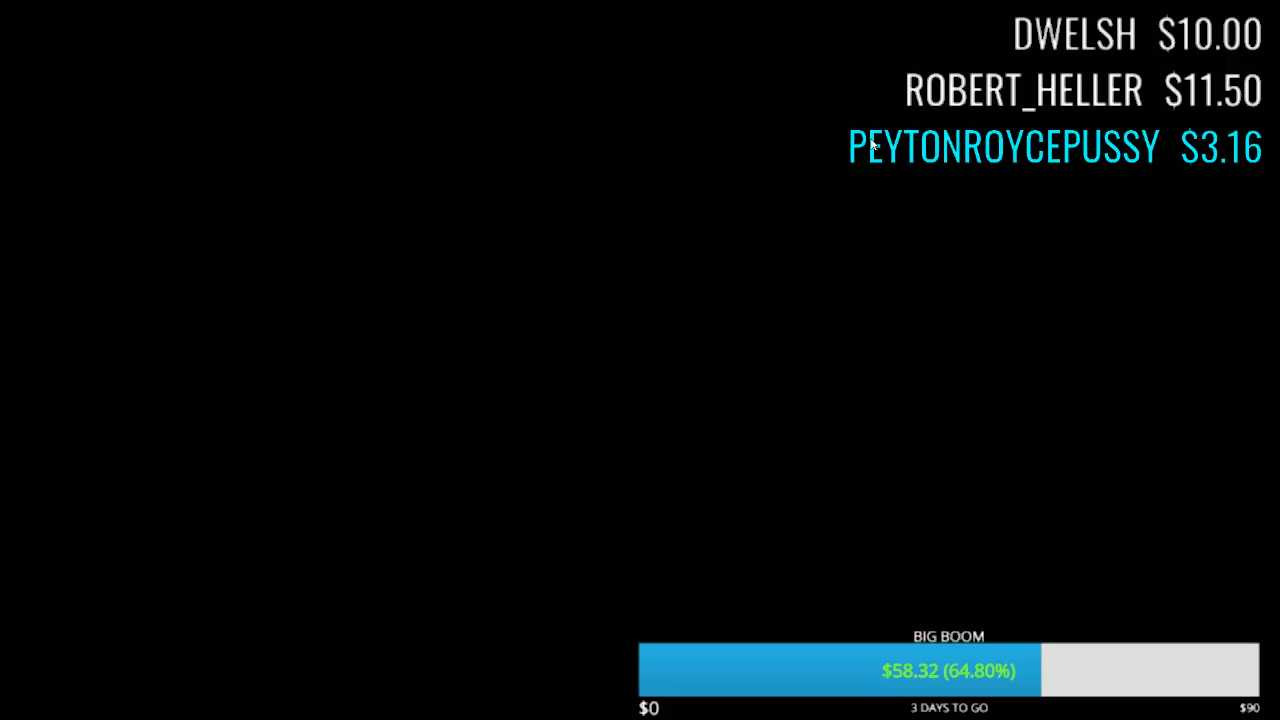 DWELSH $10.00
ROBERT_HELLER $11.50
PEYTONROYCEPUSSY $3.16
BIG BOOM
$58.32 (64.80%)
$0 3 DAYS TO GO $90